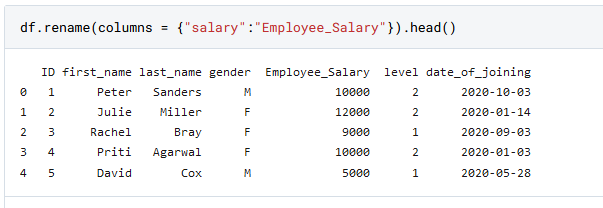 df.rename(columns = {"salary":"Employee_Salary"}).head()
ID first_name last_name gender Employee_Salary level date_of_joining
0 1 Peter Sanders M 10000 2 2020-10-03
1 2 Julie Miller F 12000 2 2020-01-14
2 3 Rachel Bray F 9000 1 2020-09-03
3 4 Priti Agarwal F 10000 2 2020-01-03
4 5 David Cox M 5000 1 2020-05-28